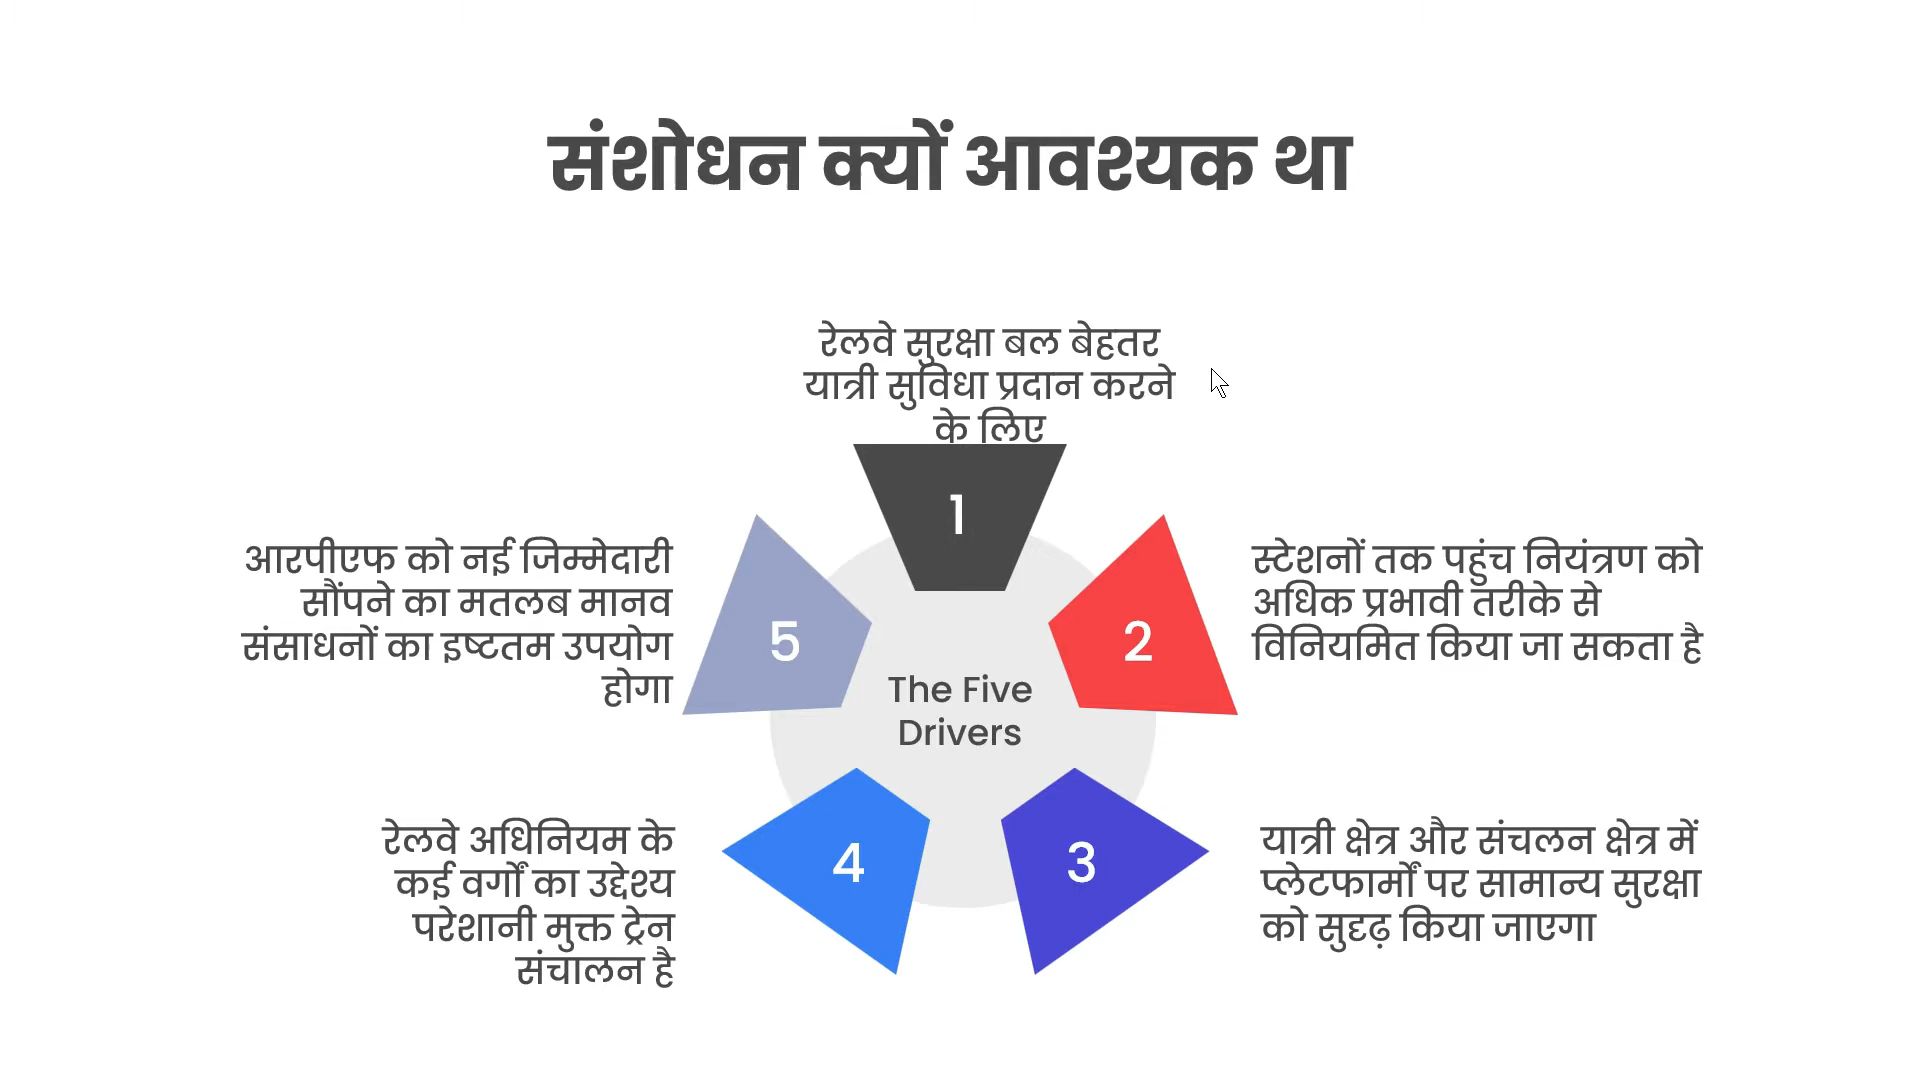 संशोधन क्यों आवश्यक था
रेलवे सुरक्षा बल बेहतर
यात्री सुविधा प्रदान करने
के लिए
1
स्टेशनों तक पहुंच नियंत्रण को
अधिक प्रभावी तरीके से
विनियमित किया जा सकता है
2
यात्री क्षेत्र और संचलन क्षेत्र में
प्लेटफार्मों पर सामान्य सुरक्षा
को सुदृढ़ किया जाएगा
3
रेलवे अधिनियम के
कई वर्गों का उद्देश्य
परेशानी मुक्त ट्रेन
संचालन है
4
आरपीएफ को नई जिम्मेदारी
सौंपने का मतलब मानव
संसाधनों का इष्टतम उपयोग
होगा
5
The Five
Drivers